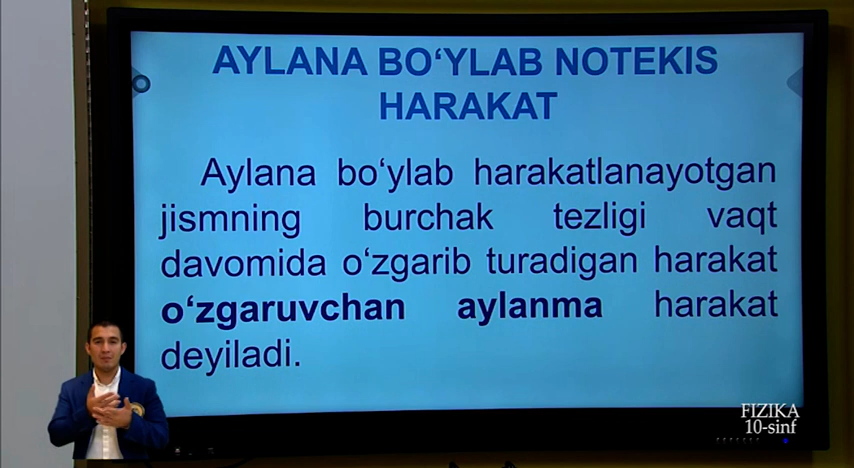 AYLANA BO‘YLAB NOTEKIS
HARAKAT
Aylana bo‘ylab harakatlanayotgan
jismning burchak tezligi vaqt
davomida o‘zgarib turadigan harakat
o‘zgaruvchan aylanma harakat
deyiladi.
FIZIKA
10-sinf